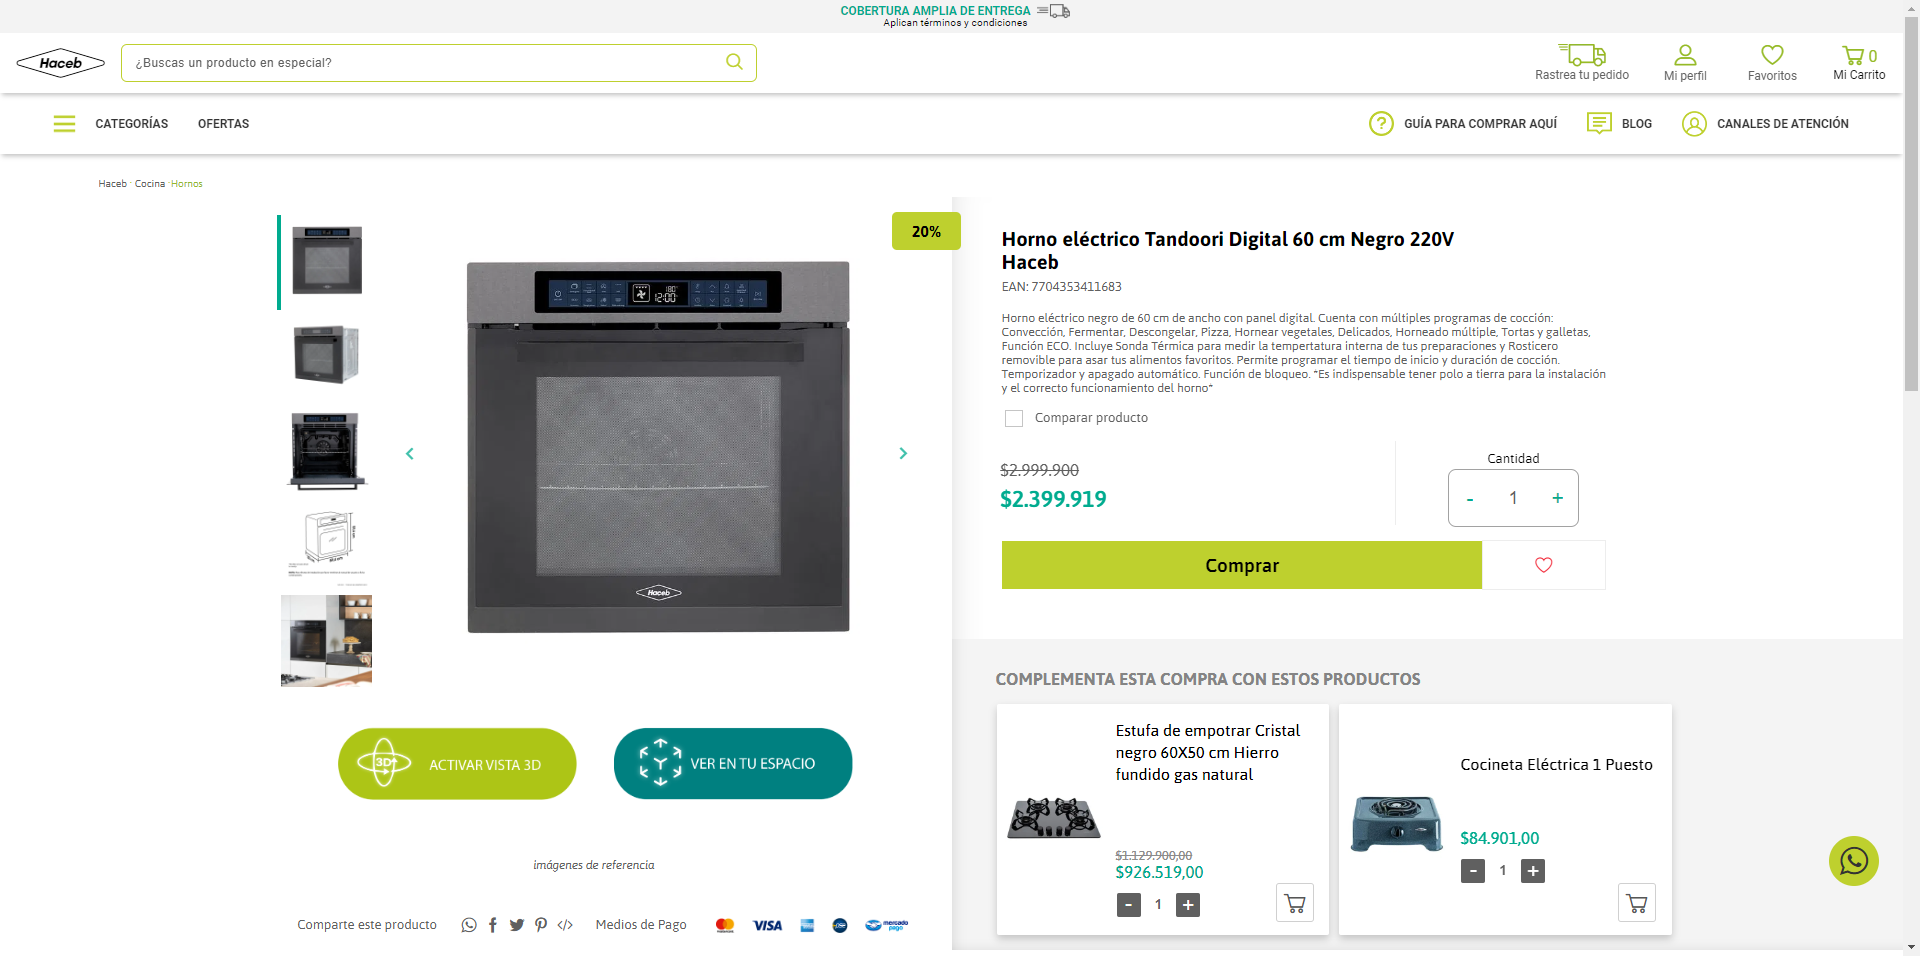 COBERTURA AMPLIA DE ENTREGA
Aplican términos y condiciones
Haceb
¿Buscas un producto en especial?
Rastrea tu pedido
Mi perfil
Favoritos
0
Mi Carrito
CATEGORÍAS
OFERTAS
GUÍA PARA COMPRAR AQUÍ
BLOG
CANALES DE ATENCIÓN
Haceb · Cocina · Hornos
20%
Horno eléctrico Tandoori Digital 60 cm Negro 220V
Haceb
EAN: 7704353411683
Horno eléctrico negro de 60 cm de ancho con panel digital. Cuenta con múltiples programas de cocción:
Convección, Fermentar, Descongelar, Pizza, Hornear vegetales, Delicados, Horneado múltiple, Tortas y galletas,
Función ECO. Incluye Sonda Térmica para medir la tempertatura interna de tus preparaciones y Rosticero
removible para asar tus alimentos favoritos. Permite programar el tiempo de inicio y duración de cocción.
Temporizador y apagado automático. Función de bloqueo. *Es indispensable tener polo a tierra para la instalación
y el correcto funcionamiento del horno*
Comparar producto
$2.999.900
$2.399.919
Cantidad
- 1 +
Comprar
180°
12:00
Haceb
3D
ACTIVAR VISTA 3D
VER EN TU ESPACIO
imágenes de referencia
Comparte este producto
Medios de Pago
VISA
mercado
pago
COMPLEMENTA ESTA COMPRA CON ESTOS PRODUCTOS
Estufa de empotrar Cristal
negro 60X50 cm Hierro
fundido gas natural
$1.129.900,00
$926.519,00
- 1 +
Cocineta Eléctrica 1 Puesto
$84.901,00
- 1 +